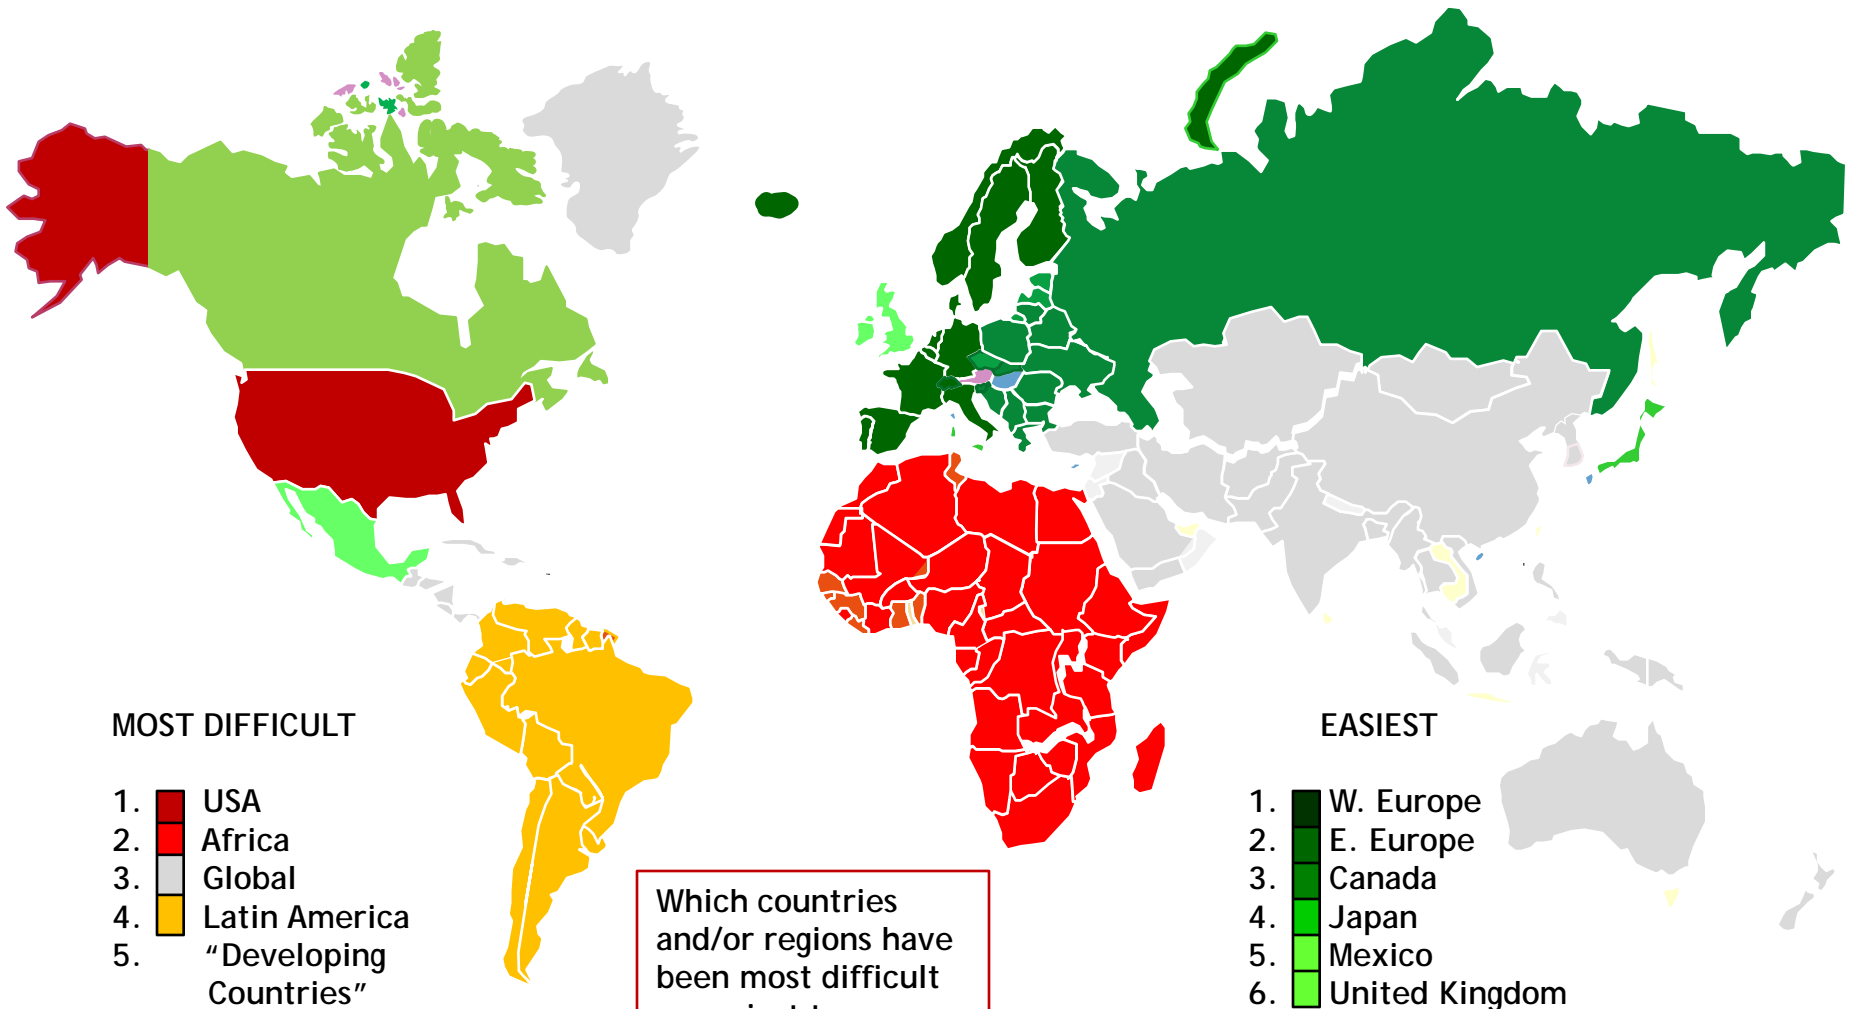 MOST DIFFICULT
1. USA
2. Africa
3. Global
4. Latin America
5. “Developing
Countries”
Which countries
and/or regions have
been most difficult
EASIEST
1. W. Europe
2. E. Europe
3. Canada
4. Japan
5. Mexico
6. United Kingdom